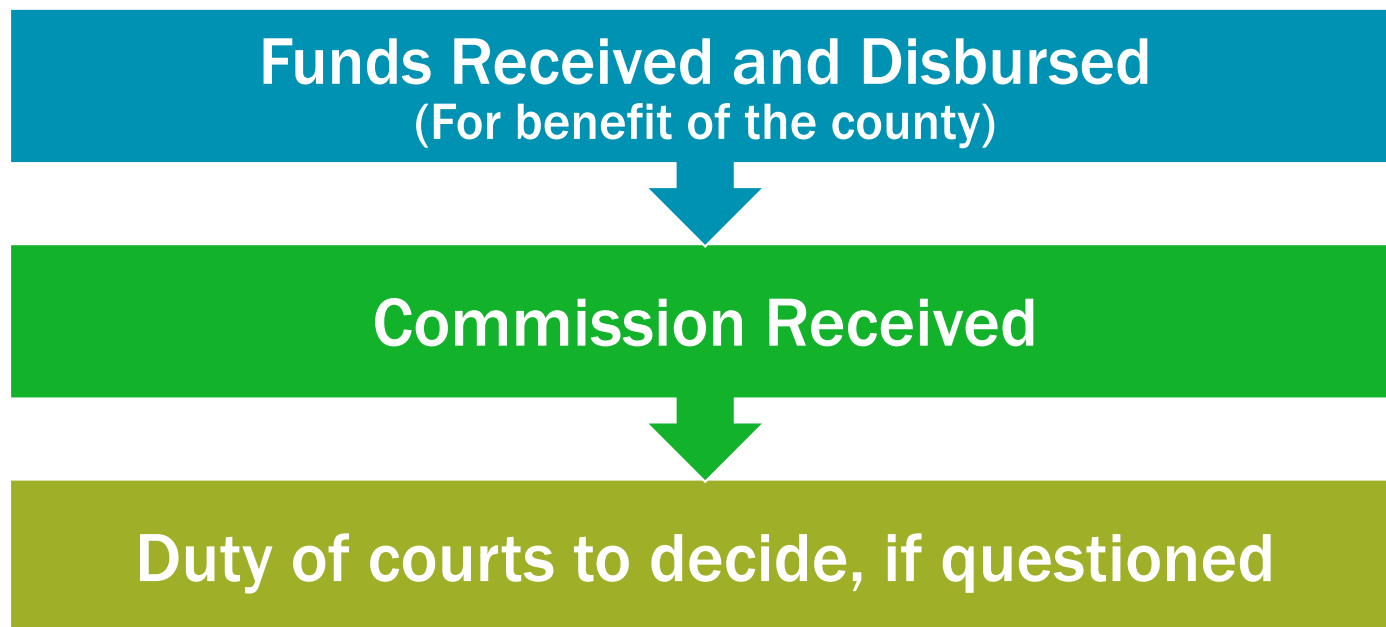 Funds Received and Disbursed
(For benefit of the county)
Commission Received
Duty of courts to decide, if questioned